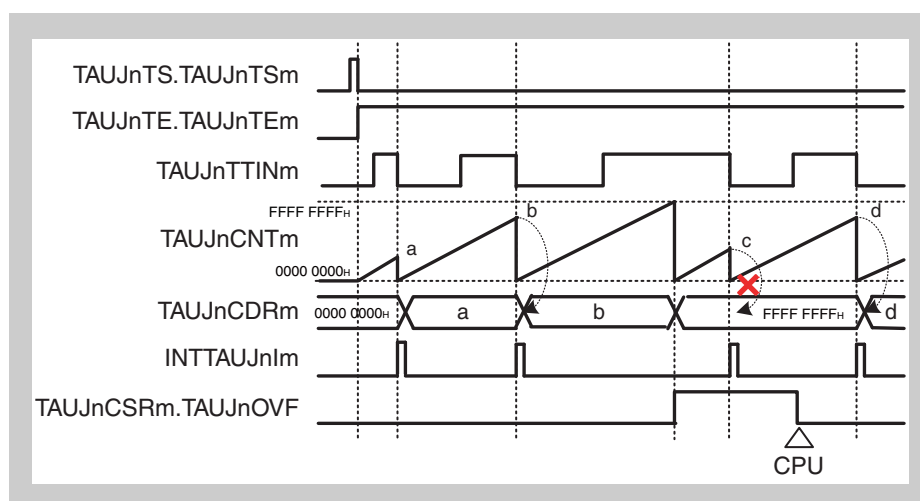 TAUJnTS.TAUJnTSm
TAUJnTE.TAUJnTEm
TAUJnTTINm
FFFF FFFFH
TAUJnCNTm
0000 0000H
a
b
c
d
TAUJnCDRm
0000 0000H
a
b
FFFF FFFFH
d
INTTAUJnIm
TAUJnCSRm.TAUJnOVF
CPU